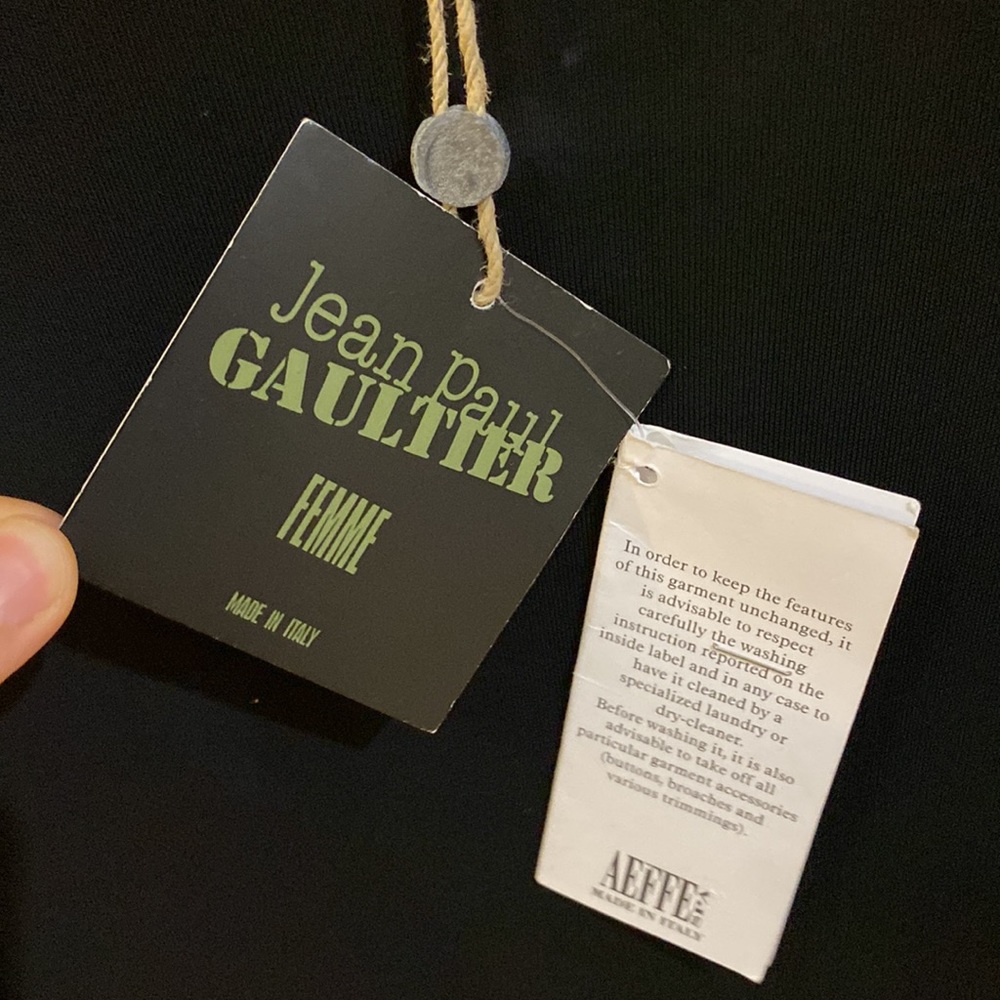 Jean Paul
GAULTIER
FEMME
MADE IN ITALY
In order to keep the features
of this garment unchanged, it
is advisable to respect
carefully the washing
instruction reported on the
inside label and in any case to
have it cleaned by a
specialized laundry or
dry-cleaner.
Before washing it, it is also
advisable to take off all
particular garment accessories
(buttons, broaches and
various trimmings).
AEFFE SPA
MADE IN ITALY